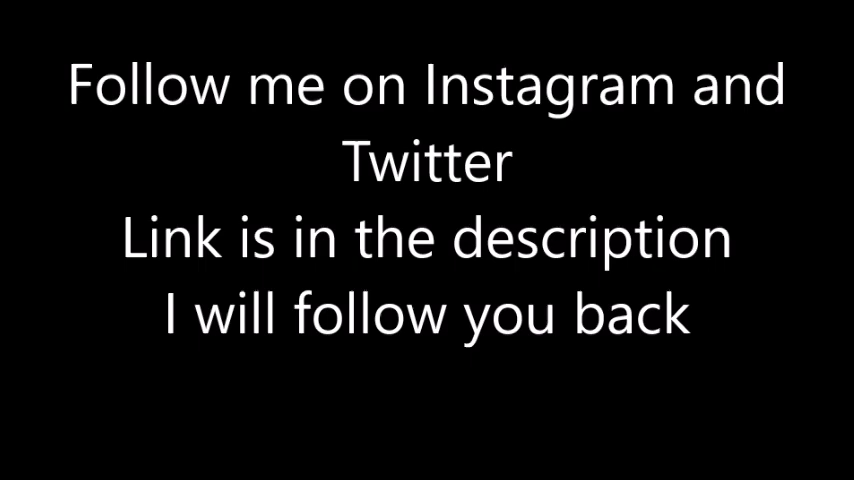 Follow me on Instagram and
Twitter
Link is in the description
I will follow you back